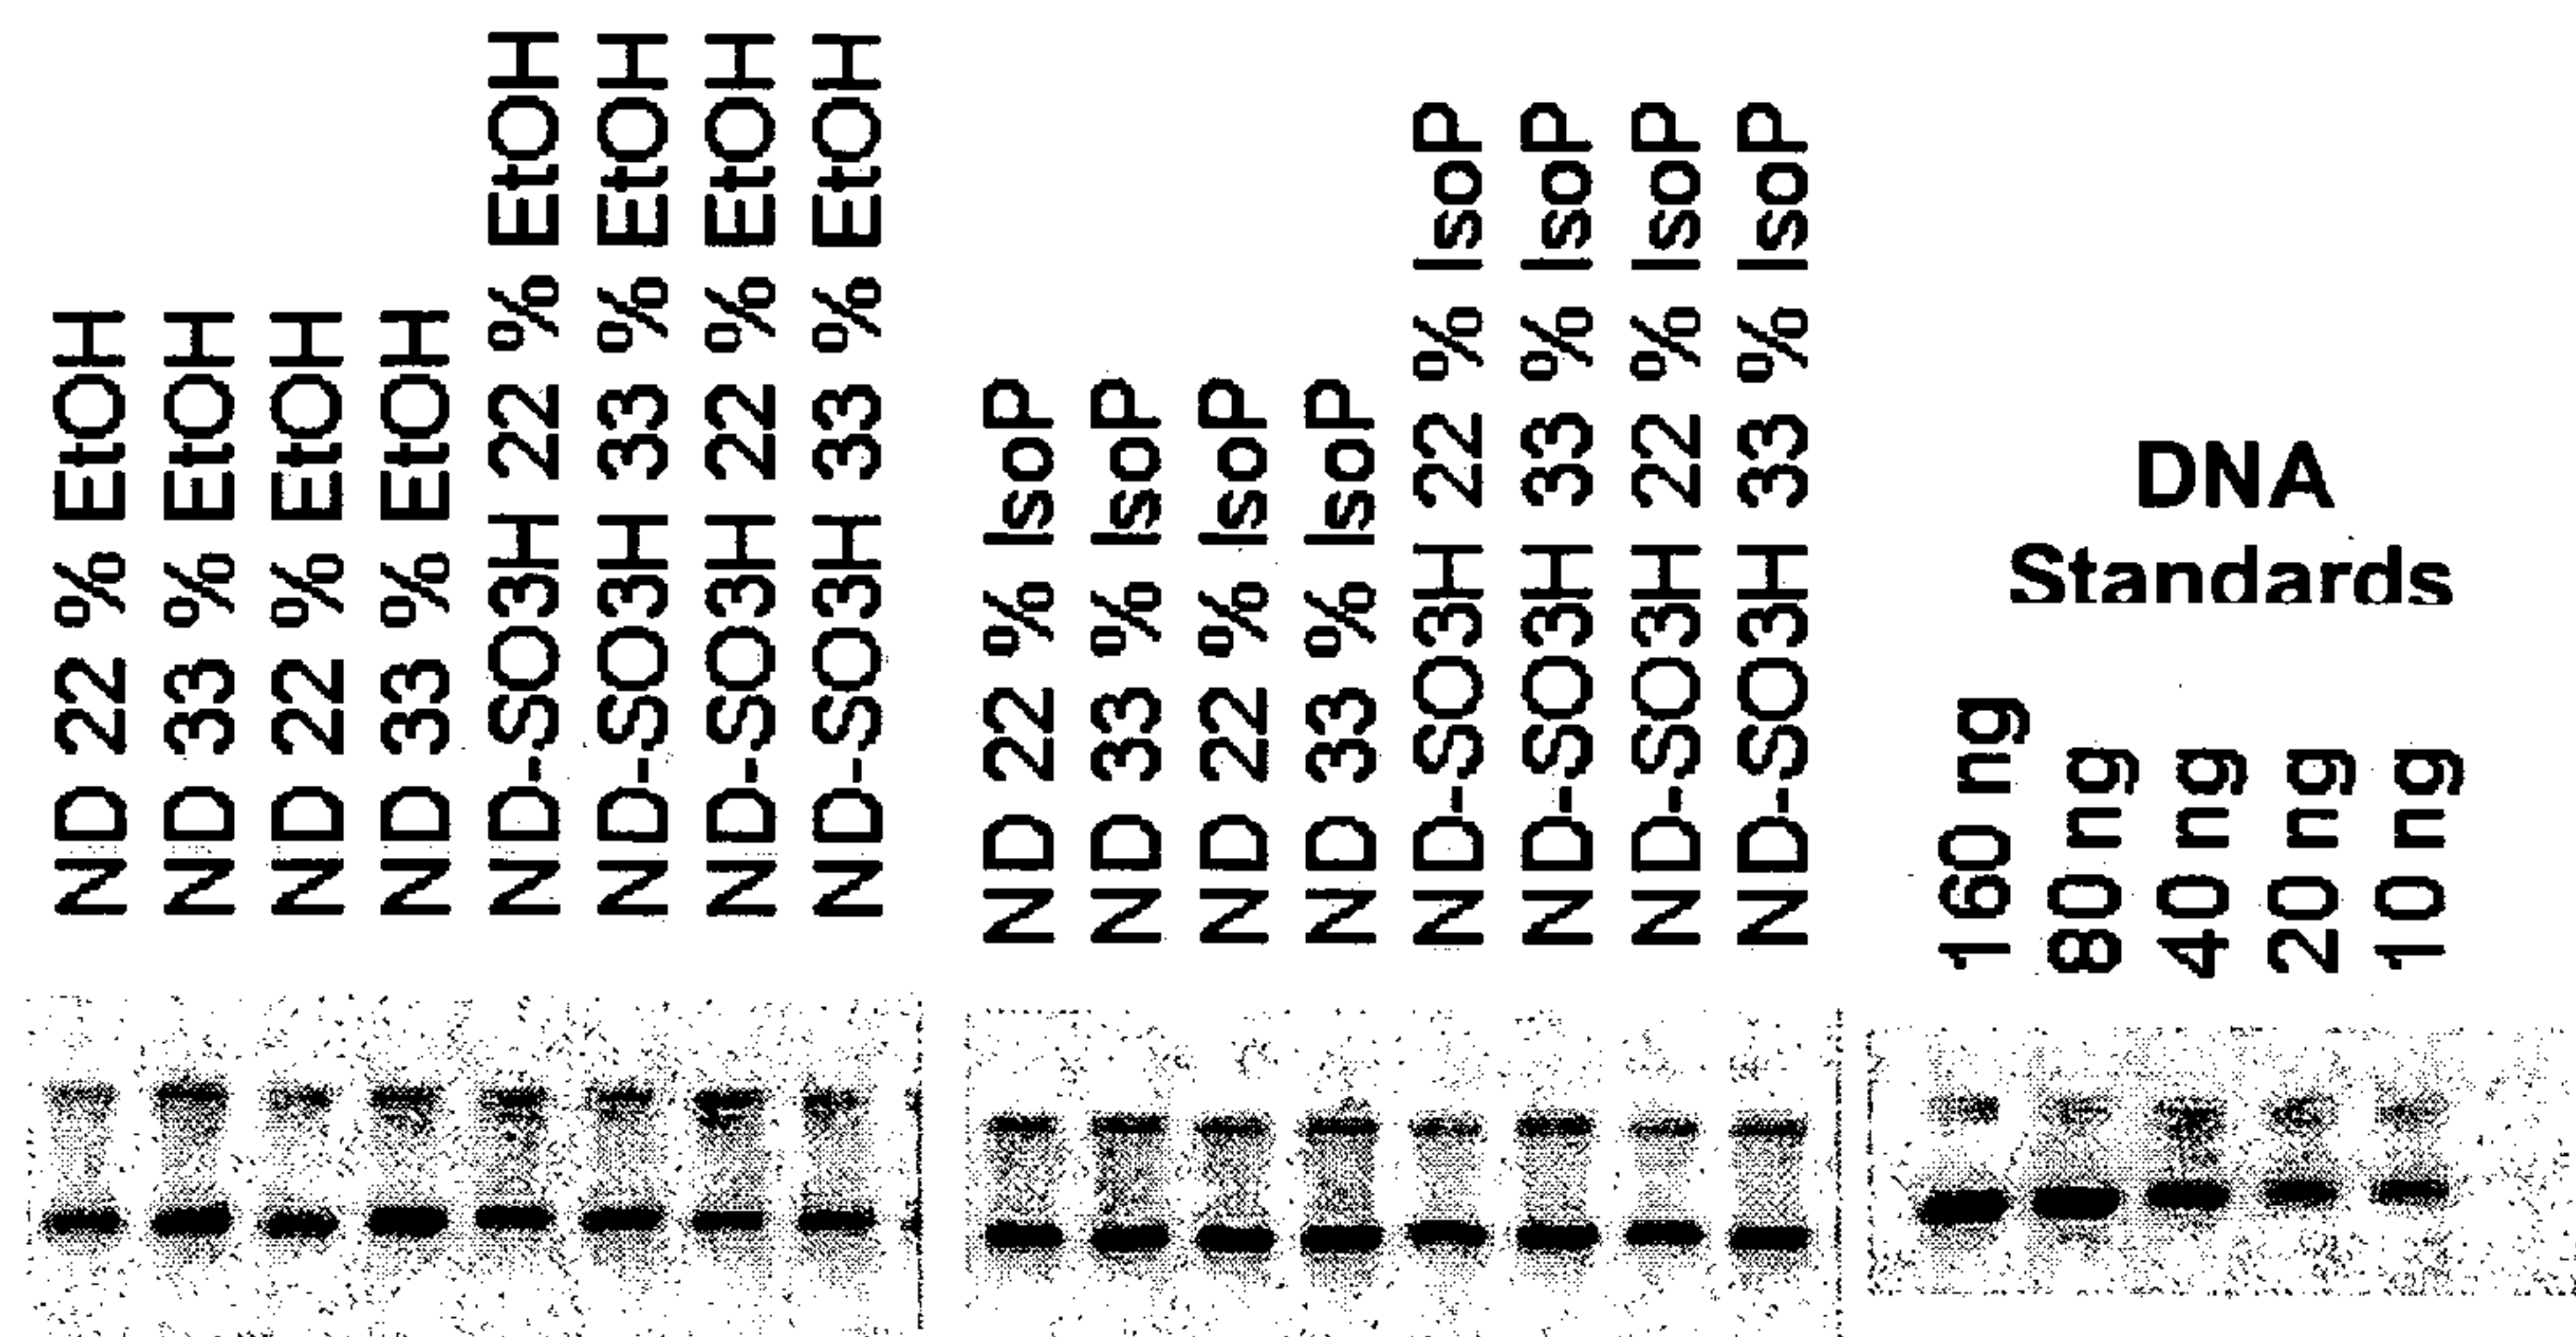 ND 22 % EtOH
ND 33 % EtOH
ND 22 % EtOH
ND 33 % EtOH
ND-SO3H 22 % EtOH
ND-SO3H 33 % EtOH
ND-SO3H 22 % EtOH
ND-SO3H 33 % EtOH
ND 22 % IsoP
ND 33 % IsoP
ND 22 % IsoP
ND 33 % IsoP
ND-SO3H 22 % IsoP
ND-SO3H 33 % IsoP
ND-SO3H 22 % IsoP
ND-SO3H 33 % IsoP
DNA
Standards
160 ng
80 ng
40 ng
20 ng
10 ng